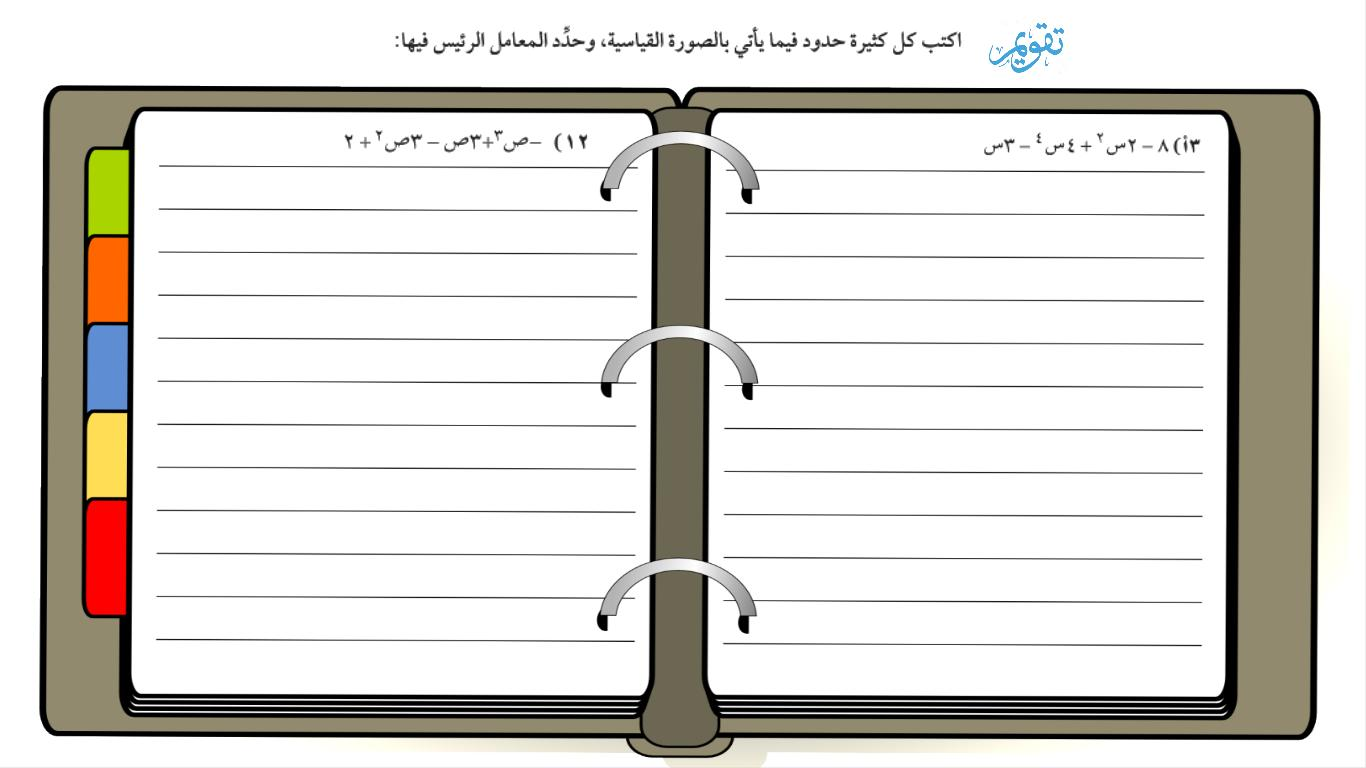 تقويم
اكتب كل كثيرة حدود فيما يأتي بالصورة القياسية، وحدِّد المعامل الرئيس فيها:
٣أ) ٨ – ٢س٢ + ٤س٤ – ٣س
١٢) –ص٣+٣ص – ٣ص٢ + ٢